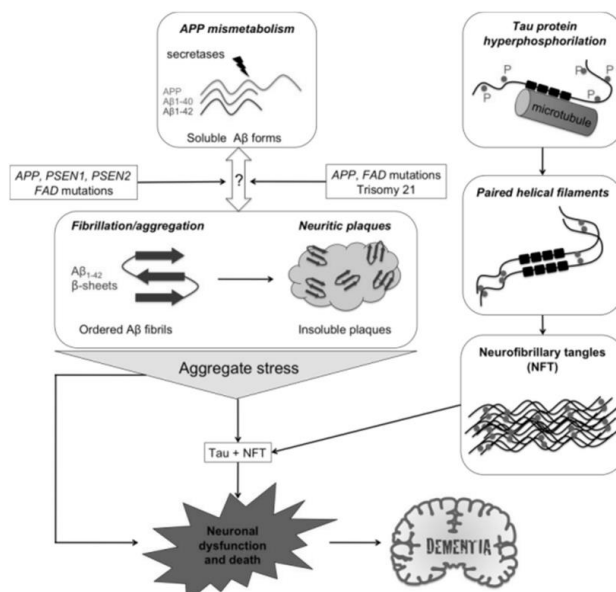 APP mismetabolism
secretases
APP
Aβ1-40
Aβ1-42
Soluble Aβ forms
APP, PSEN1, PSEN2
FAD mutations
?
APP, FAD mutations
Trisomy 21
Fibrillation/aggregation
Aβ1-42
β-sheets
Ordered Aβ fibrils
Neuritic plaques
Insoluble plaques
Aggregate stress
Tau + NFT
Neuronal
dysfunction
and death
DEMENTIA
Tau protein
hyperphosphorilation
P
P
P
P
microtubule
Paired helical filaments
Neurofibrillary tangles
(NFT)